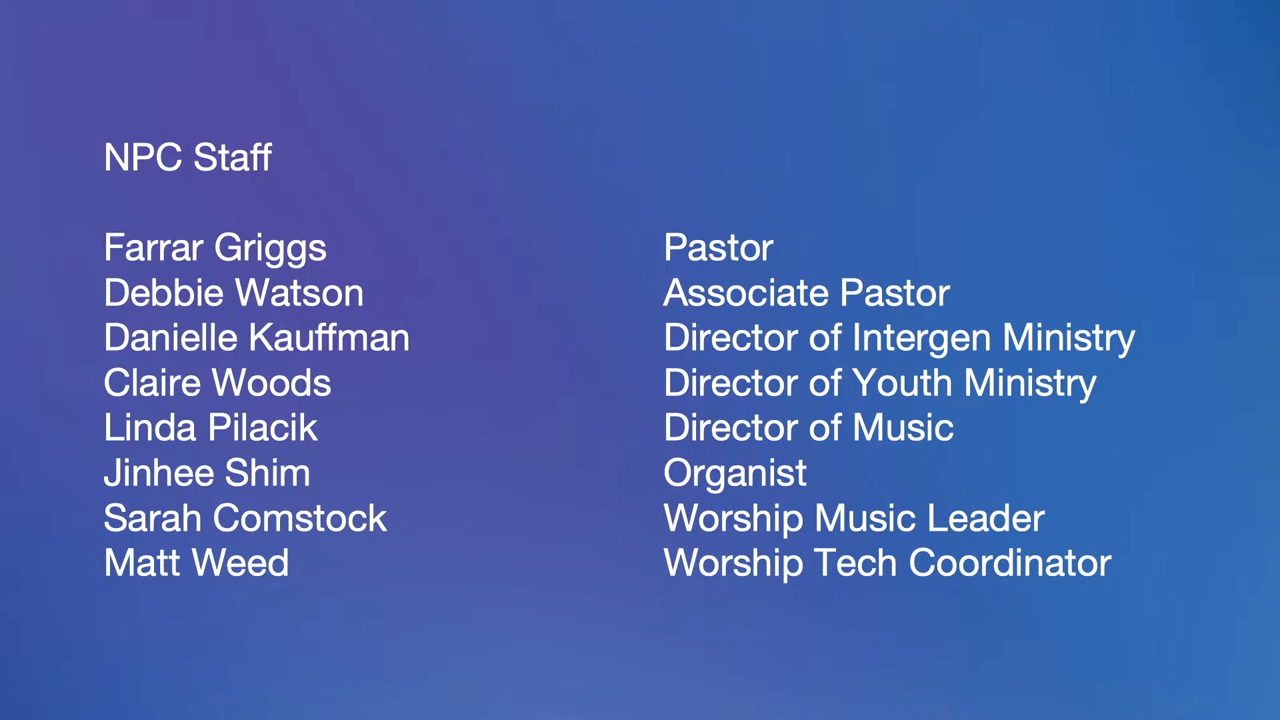 NPC Staff
Farrar Griggs Pastor
Debbie Watson Associate Pastor
Danielle Kauffman Director of Intergen Ministry
Claire Woods Director of Youth Ministry
Linda Pilacik Director of Music
Jinhee Shim Organist
Sarah Comstock Worship Music Leader
Matt Weed Worship Tech Coordinator